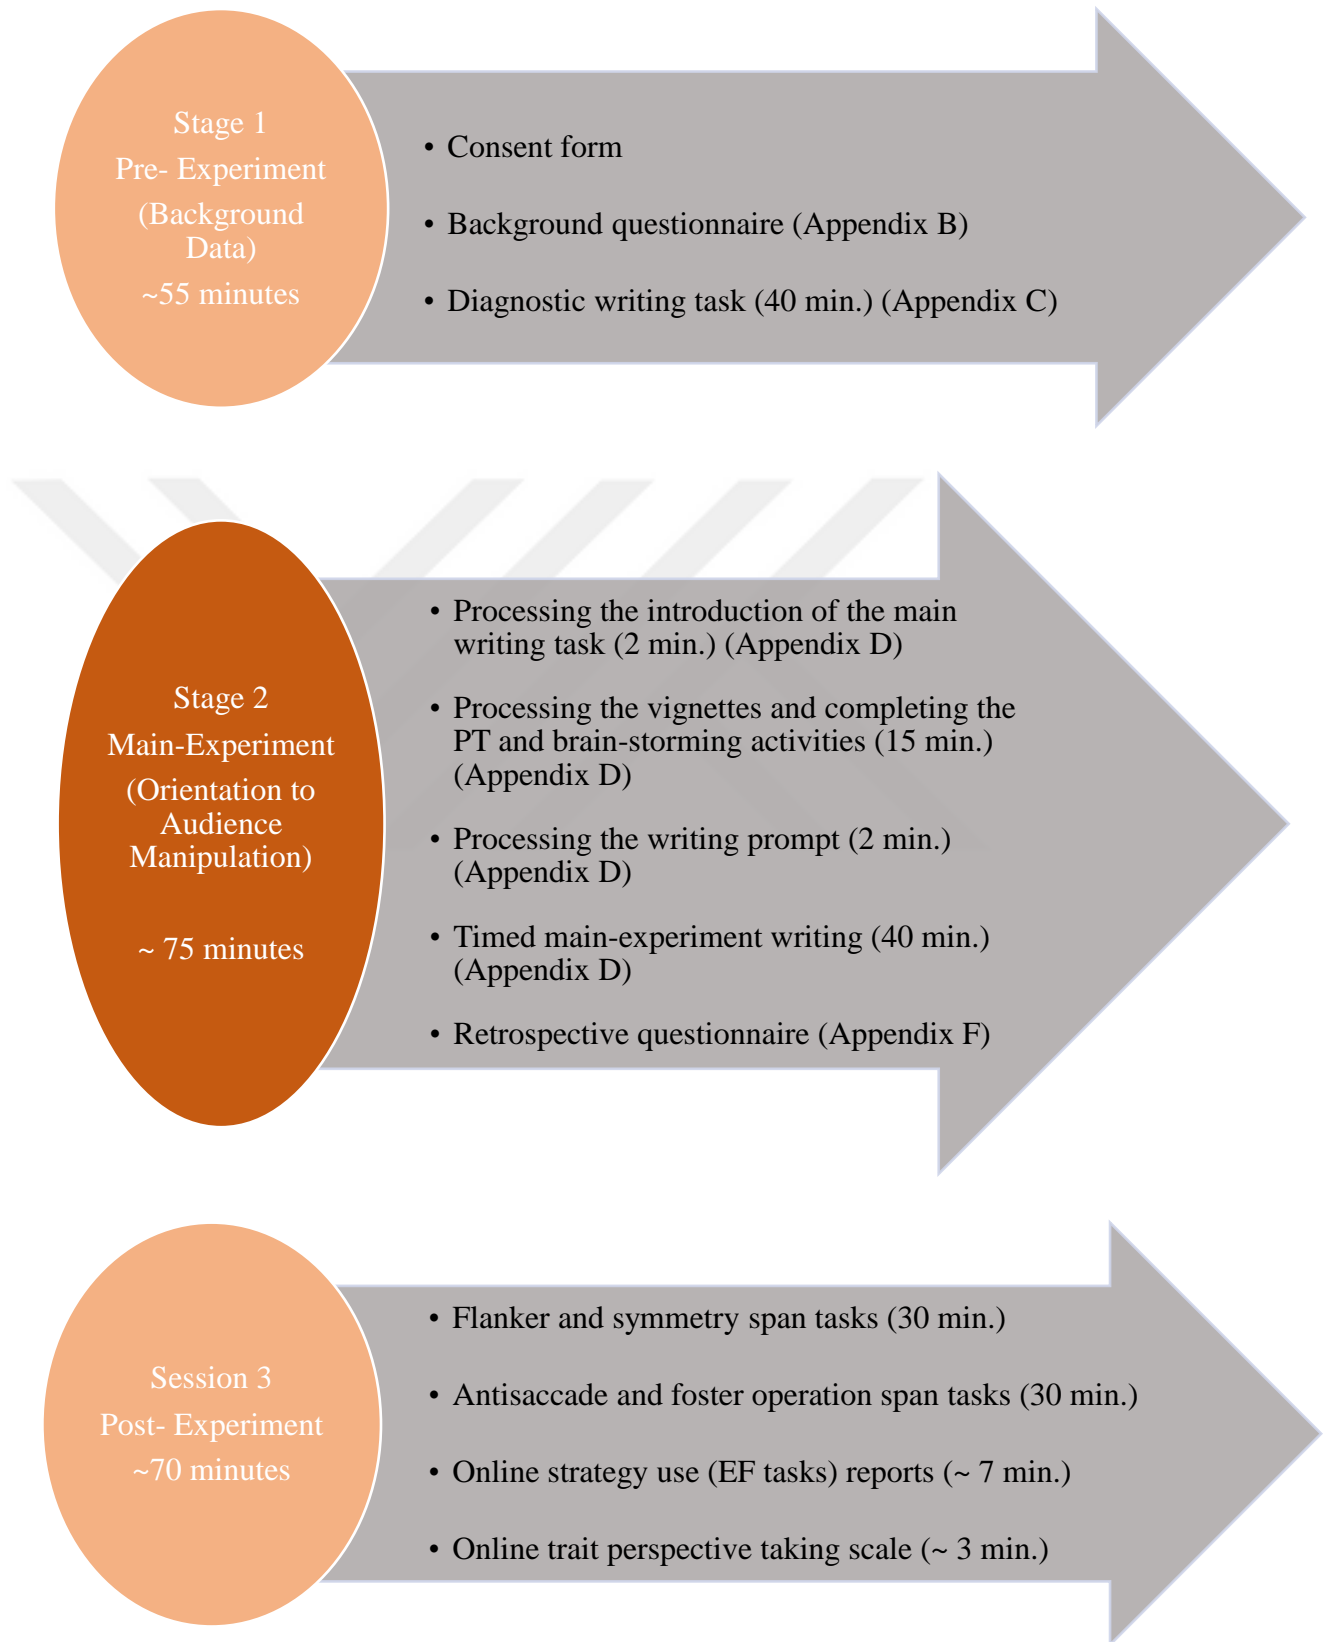 Stage 1
Pre- Experiment
(Background
Data)
~55 minutes
• Consent form
• Background questionnaire (Appendix B)
• Diagnostic writing task (40 min.) (Appendix C)
Stage 2
Main-Experiment
(Orientation to
Audience
Manipulation)
~ 75 minutes
• Processing the introduction of the main
writing task (2 min.) (Appendix D)
• Processing the vignettes and completing the
PT and brain-storming activities (15 min.)
(Appendix D)
• Processing the writing prompt (2 min.)
(Appendix D)
• Timed main-experiment writing (40 min.)
(Appendix D)
• Retrospective questionnaire (Appendix F)
Session 3
Post- Experiment
~70 minutes
• Flanker and symmetry span tasks (30 min.)
• Antisaccade and foster operation span tasks (30 min.)
• Online strategy use (EF tasks) reports (~ 7 min.)
• Online trait perspective taking scale (~ 3 min.)